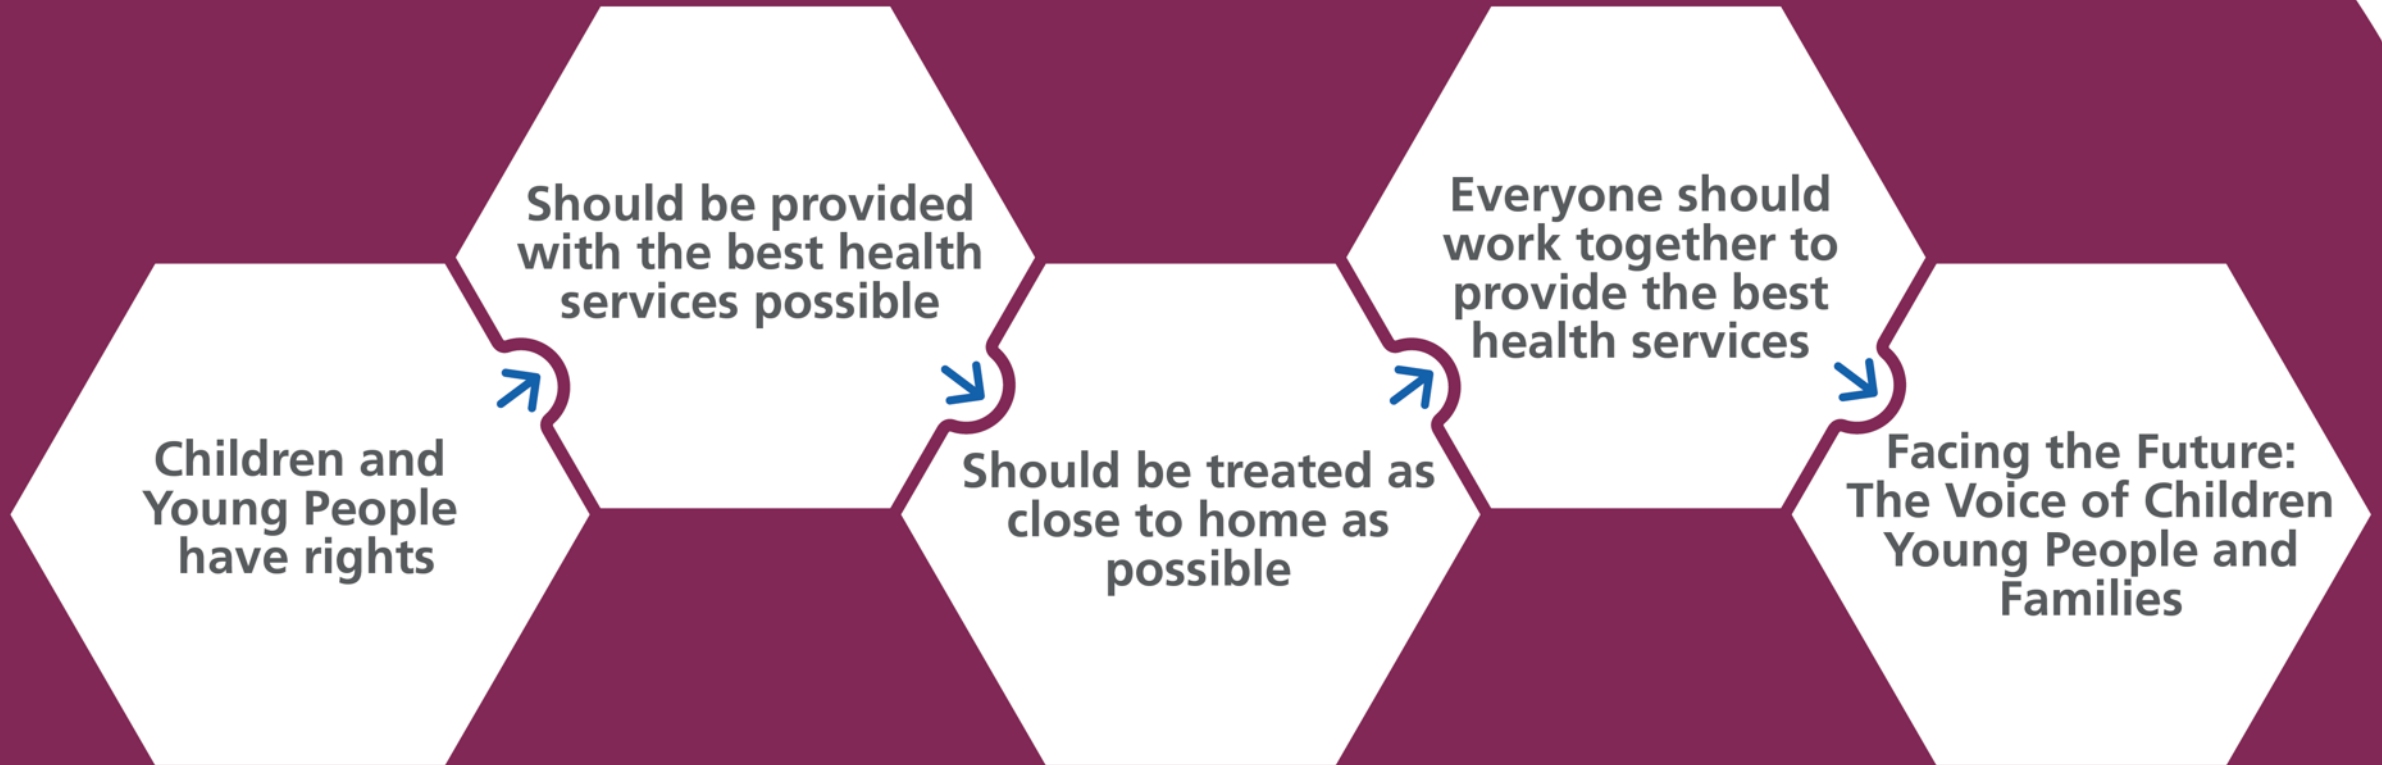 Children and
Young People
have rights
Should be provided
with the best health
services possible
Should be treated as
close to home as
possible
Everyone should
work together to
provide the best
health services
Facing the Future:
The Voice of Children
Young People and
Families